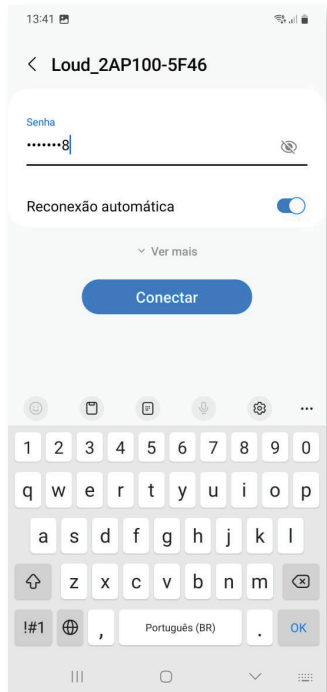 13:41
Loud_2AP100-5F46
Senha
•••••••8
Reconexão automática
Ver mais
Conectar
1 2 3 4 5 6 7 8 9 0
q w e r t y u i o p
a s d f g h j k l
z x c v b n m
!#1 , Português (BR) . OK